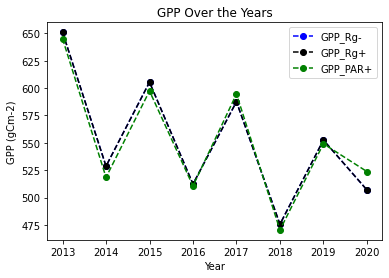 GPP Over the Years
GPP_Rg-
GPP_Rg+
GPP_PAR+
650
625
600
575
550
525
500
475
GPP (gCm-2)
2013 2014 2015 2016 2017 2018 2019 2020
Year